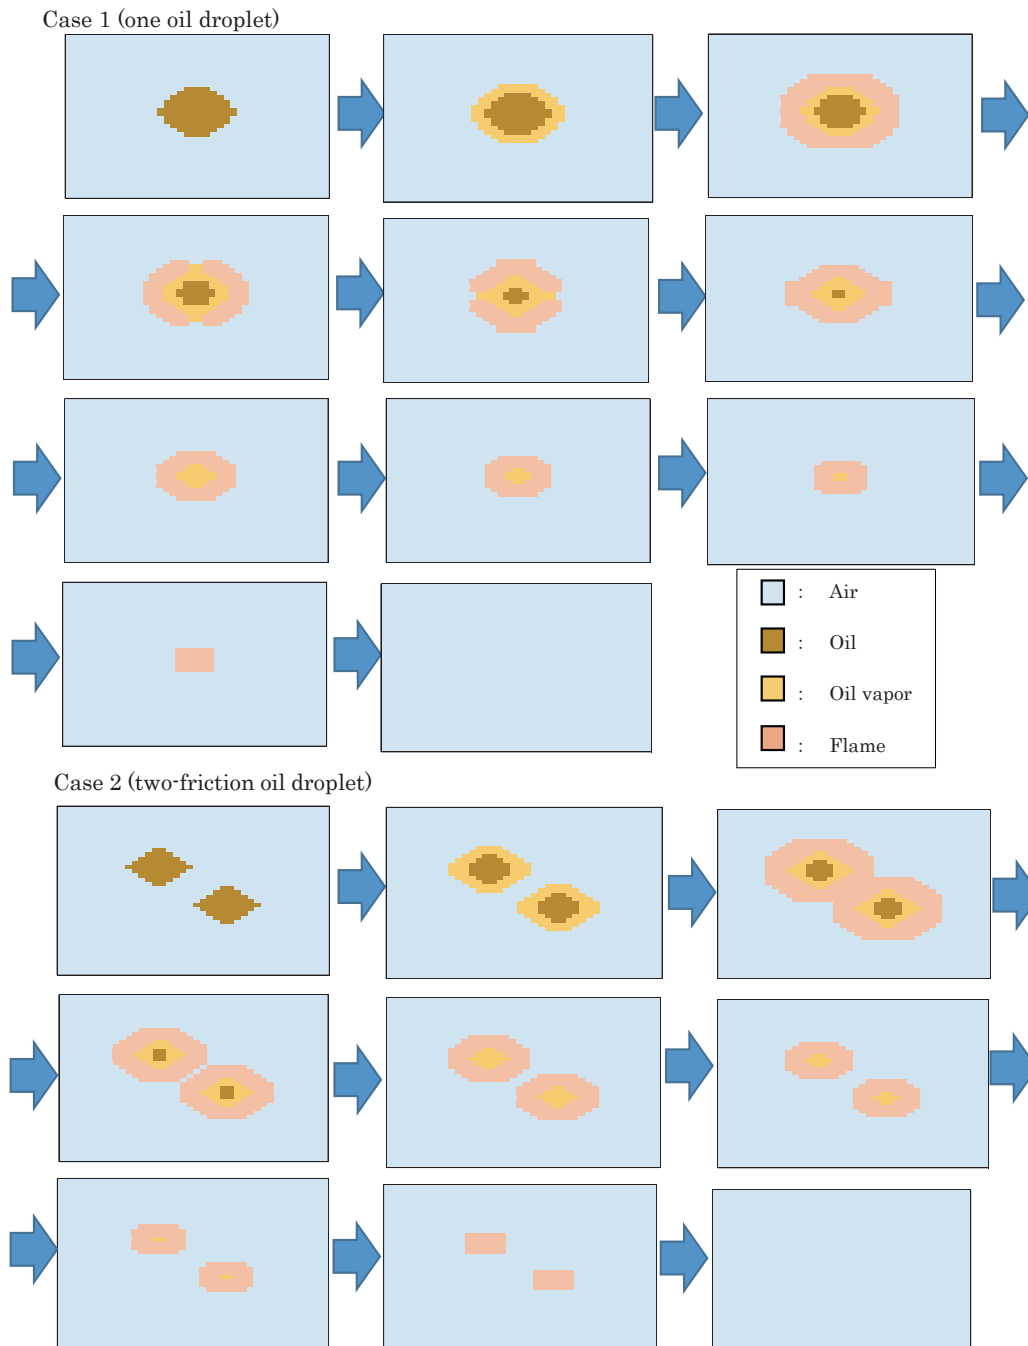 Case 1 (one oil droplet)
: Air
: Oil
: Oil vapor
: Flame
Case 2 (two-friction oil droplet)